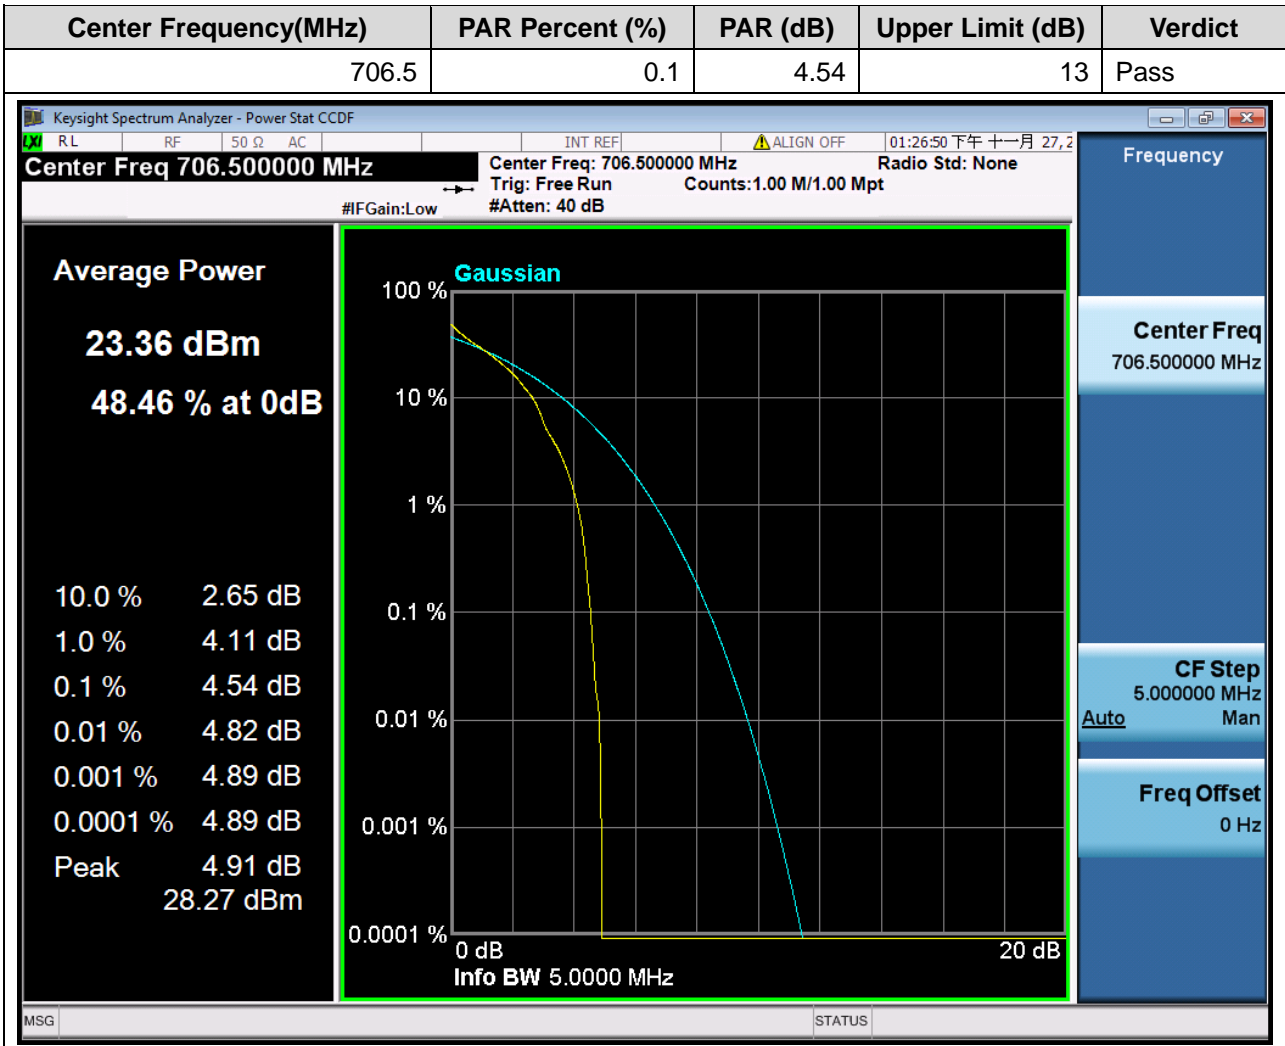 Center Frequency(MHz) PAR Percent (%) PAR (dB) Upper Limit (dB) Verdict
706.5 0.1 4.54 13 Pass
Keysight Spectrum Analyzer - Power Stat CCDF
LXI RL RF 50 Ω AC INT REF ALIGN OFF 01:26:50 下午 十一月 27, 2
Center Freq 706.500000 MHz
Center Freq: 706.500000 MHz Radio Std: None
Trig: Free Run Counts:1.00 M/1.00 Mpt
#IFGain:Low #Atten: 40 dB
Frequency
Average Power
23.36 dBm
48.46 % at 0dB
10.0 % 2.65 dB
1.0 % 4.11 dB
0.1 % 4.54 dB
0.01 % 4.82 dB
0.001 % 4.89 dB
0.0001 % 4.89 dB
Peak 4.91 dB
28.27 dBm
Gaussian
100 %
10 %
1 %
0.1 %
0.01 %
0.001 %
0.0001 %
0 dB 20 dB
Info BW 5.0000 MHz
Center Freq
706.500000 MHz
CF Step
5.000000 MHz
Auto Man
Freq Offset
0 Hz
MSG STATUS